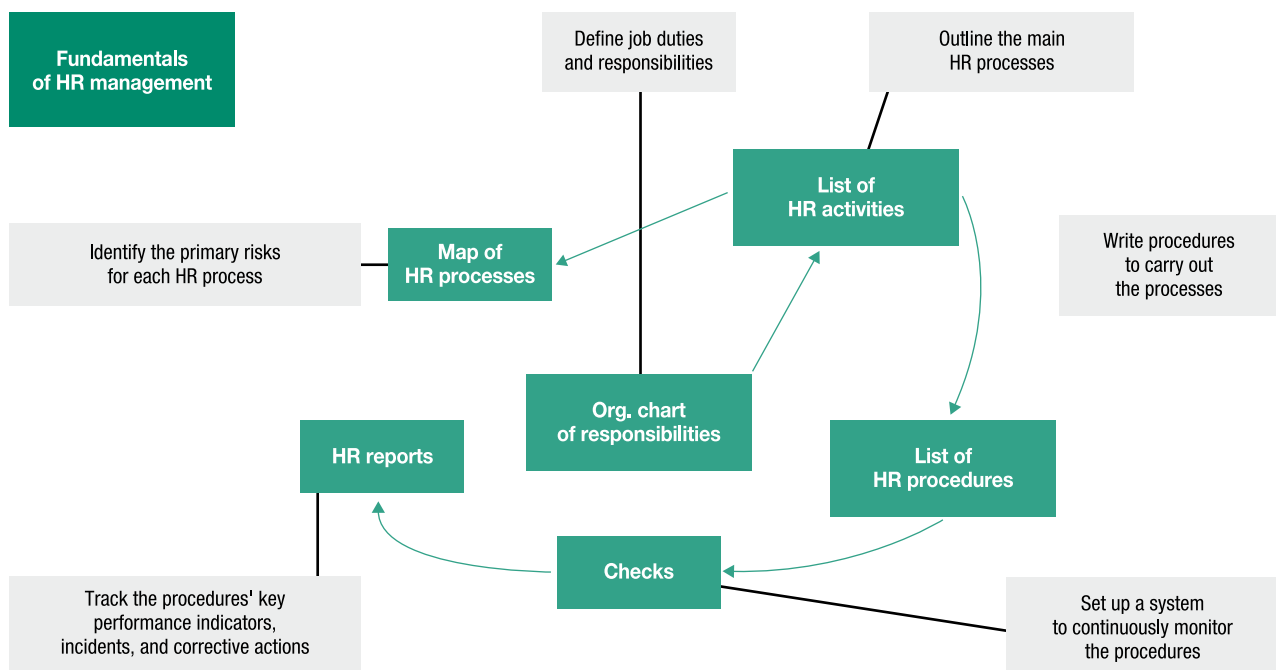 Fundamentals
of HR management
Define job duties
and responsibilities
Outline the main
HR processes
List of
HR activities
Identify the primary risks
for each HR process
Map of
HR processes
Write procedures
to carry out
the processes
Org. chart
of responsibilities
HR reports
List of
HR procedures
Checks
Track the procedures' key
performance indicators,
incidents, and corrective actions
Set up a system
to continuously monitor
the procedures